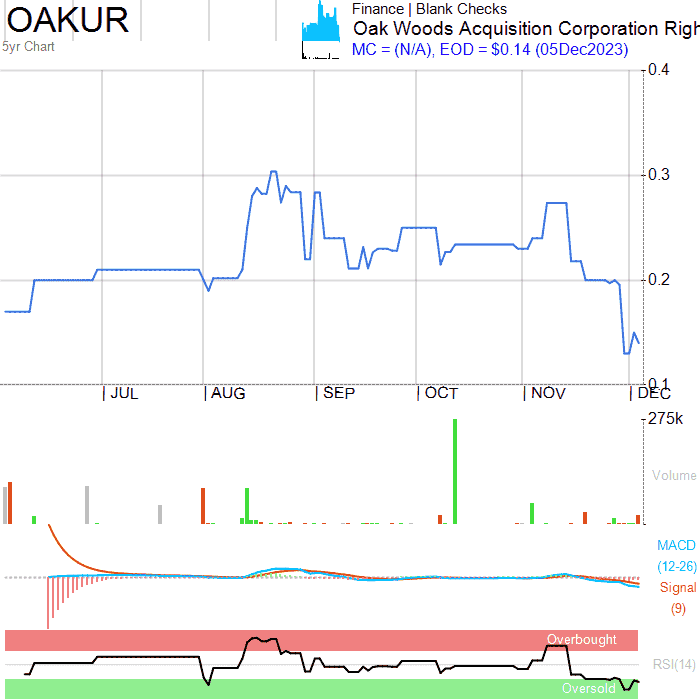 OAKUR
5yr Chart
Finance | Blank Checks
Oak Woods Acquisition Corporation Righ
MC = (N/A), EOD = $0.14 (05Dec2023)
0.4
0.3
0.2
0.1
JUL AUG SEP OCT NOV DEC
275k
Volume
MACD
(12-26)
Signal
(9)
Overbought
RSI(14)
Oversold